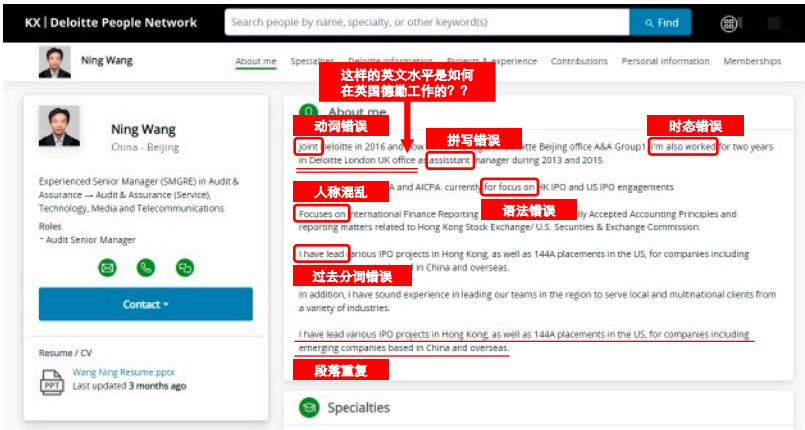 KX | Deloitte People Network
Search people by name, specialty, or other keyword(s)
Find
Ning Wang
About me
Specialties
Deloitte information
Projects & experience
Contributions
Personal information
Memberships
这样的英文水平是如何
在英国德勤工作的？？
Ning Wang
China - Beijing
Experienced Senior Manager (SMGRE) in Audit &
Assurance → Audit & Assurance (Service),
Technology, Media and Telecommunications
Roles
- Audit Senior Manager
Contact
Resume / CV
PPT
Wang Ning Resume.pptx
Last updated 3 months ago
About me
动词错误
拼写错误
时态错误
Joint Deloitte in 2016 and now Deloitte Beijing office A&A Group1. I'm also worked for two years
in Deloitte London UK office as assisstant manager during 2013 and 2015.
人称混乱
and AICPA. currently for focus on HK IPO and US IPO engagements
语法错误
Focuses on International Finance Reporting Accepted Accounting Principles and
reporting matters related to Hong Kong Stock Exchange/ U.S. Securities & Exchange Commission.
I have lead various IPO projects in Hong Kong, as well as 144A placements in the US, for companies including
in China and overseas.
过去分词错误
In addition, I have sound experience in leading our teams in the region to serve local and multinational clients from
a variety of industries.
I have lead various IPO projects in Hong Kong, as well as 144A placements in the US, for companies including
emerging companies based in China and overseas.
段落重复
Specialties